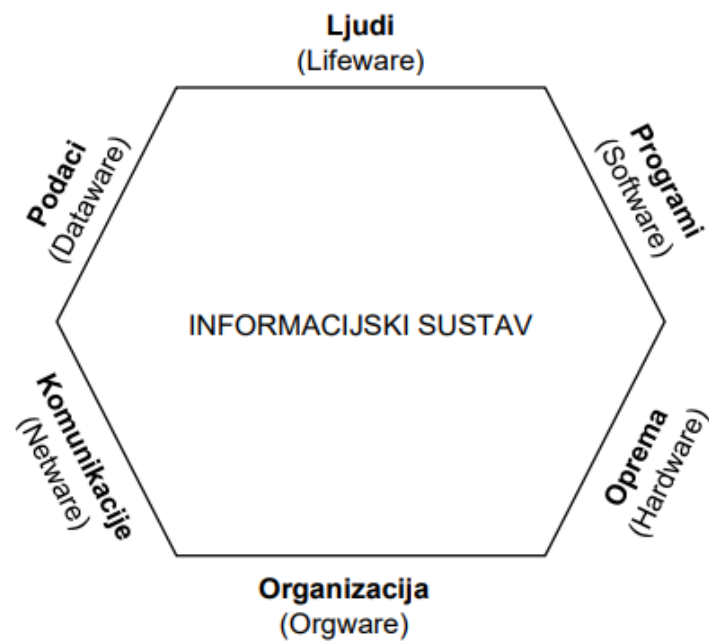 Ljudi
(Lifeware)
Podaci
(Dataware)
Programi
(Software)
INFORMACIJSKI SUSTAV
Komunikacije
(Netware)
Oprema
(Hardware)
Organizacija
(Orgware)